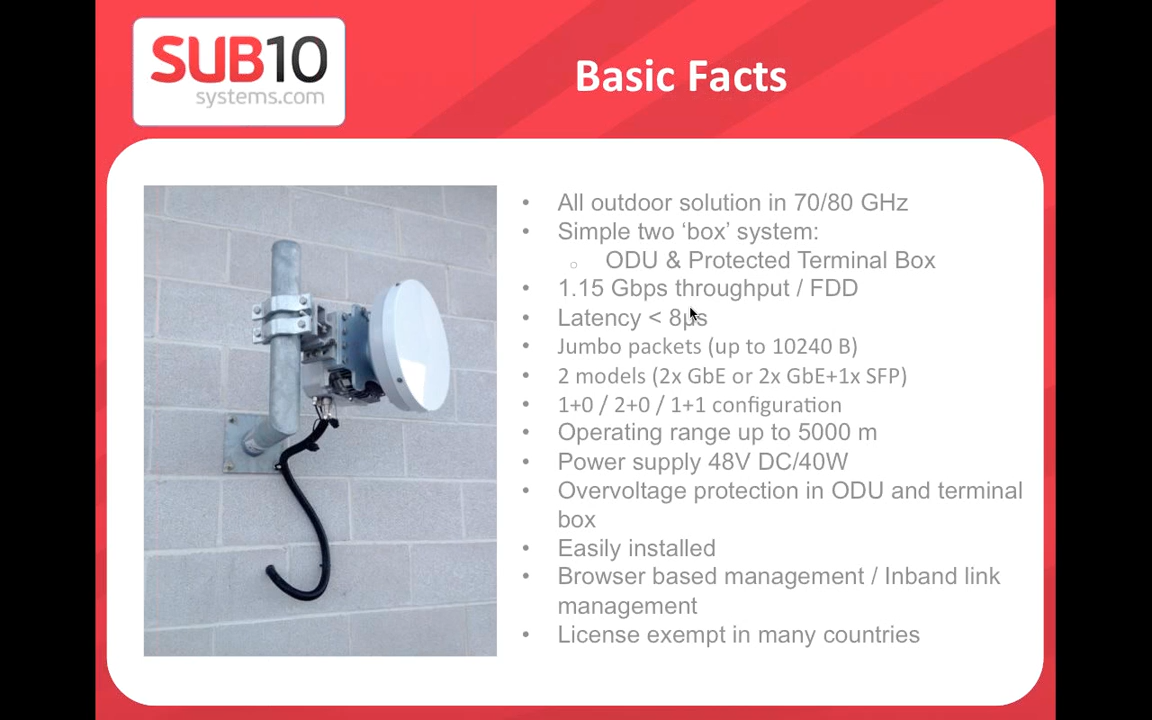 SUB10
systems.com
Basic Facts
• All outdoor solution in 70/80 GHz
• Simple two ‘box’ system:
○ ODU & Protected Terminal Box
• 1.15 Gbps throughput / FDD
• Latency < 8µs
• Jumbo packets (up to 10240 B)
• 2 models (2x GbE or 2x GbE+1x SFP)
• 1+0 / 2+0 / 1+1 configuration
• Operating range up to 5000 m
• Power supply 48V DC/40W
• Overvoltage protection in ODU and terminal
box
• Easily installed
• Browser based management / Inband link
management
• License exempt in many countries